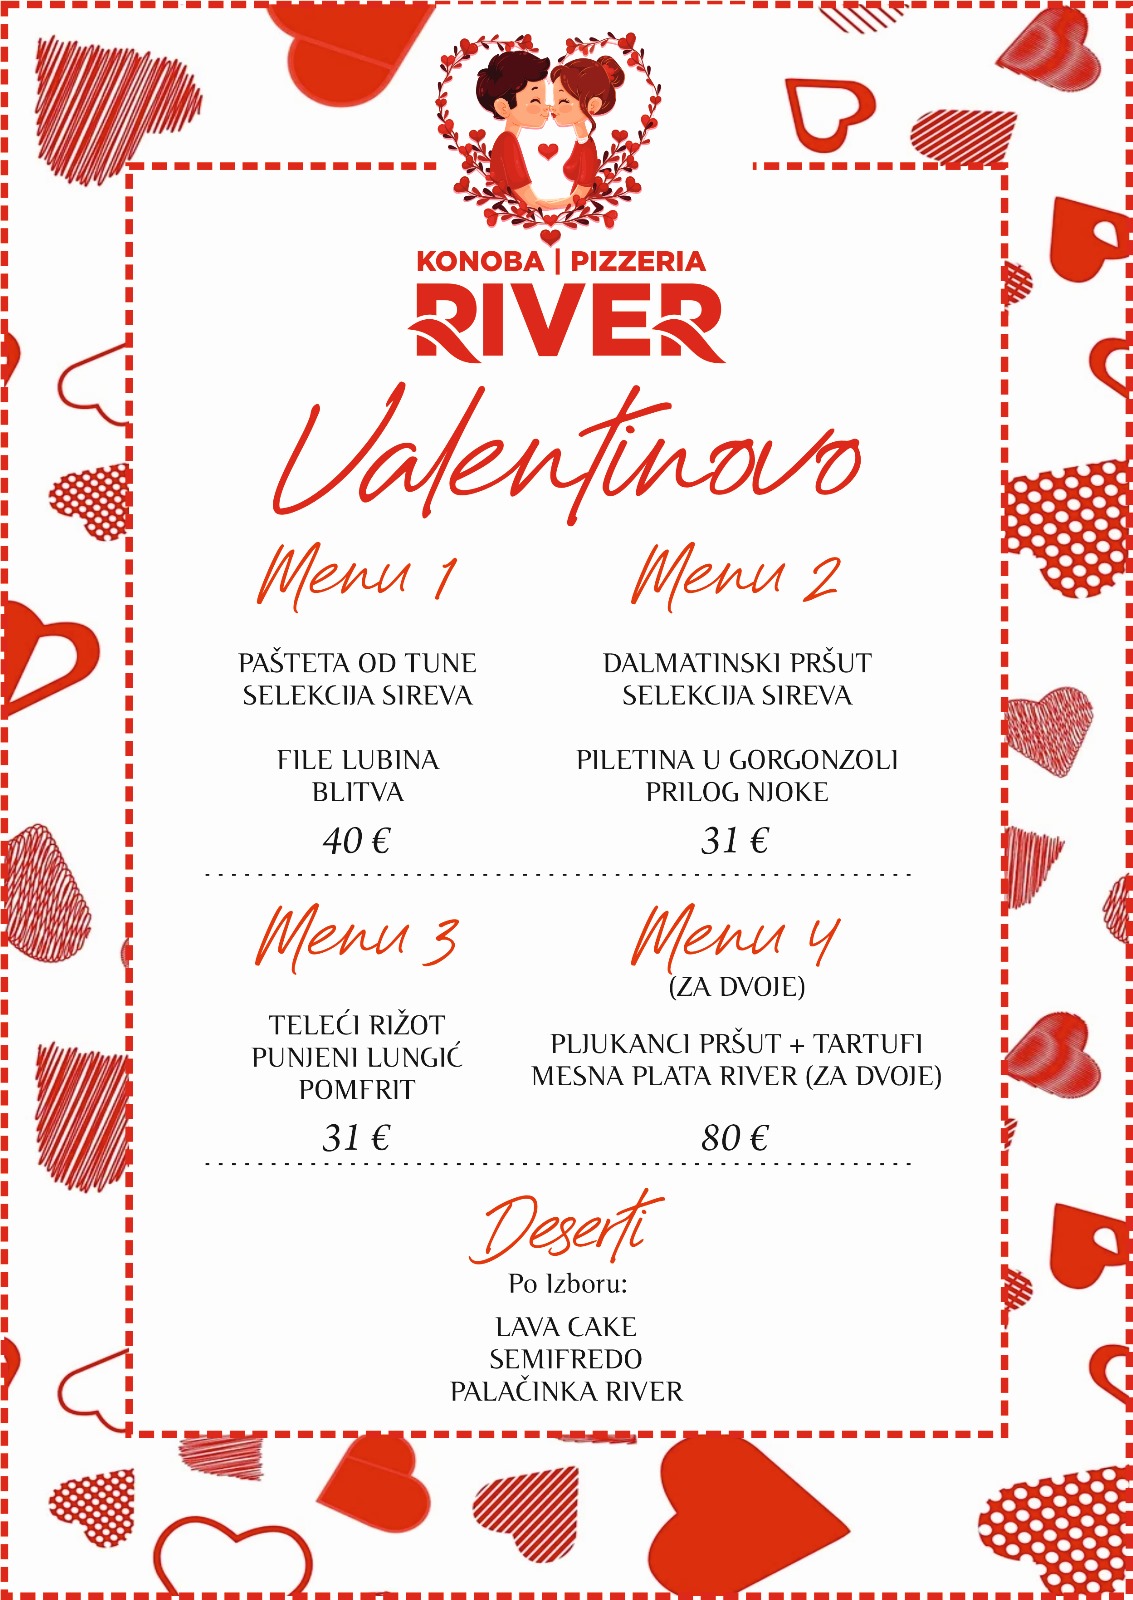 KONOBA | PIZZERIA
RIVER
Valentinovo
Menu 1
PAŠTETA OD TUNE
SELEKCIJA SIREVA
FILE LUBINA
BLITVA
40 €
Menu 2
DALMATINSKI PRŠUT
SELEKCIJA SIREVA
PILETINA U GORGONZOLI
PRILOG NJOKE
31 €
Menu 3
TELEĆI RIŽOT
PUNJENI LUNGIĆ
POMFRIT
31 €
Menu 4
(ZA DVOJE)
PLJUKANCI PRŠUT + TARTUFI
MESNA PLATA RIVER (ZA DVOJE)
80 €
Deserti
Po Izboru:
LAVA CAKE
SEMIFREDO
PALAČINKA RIVER